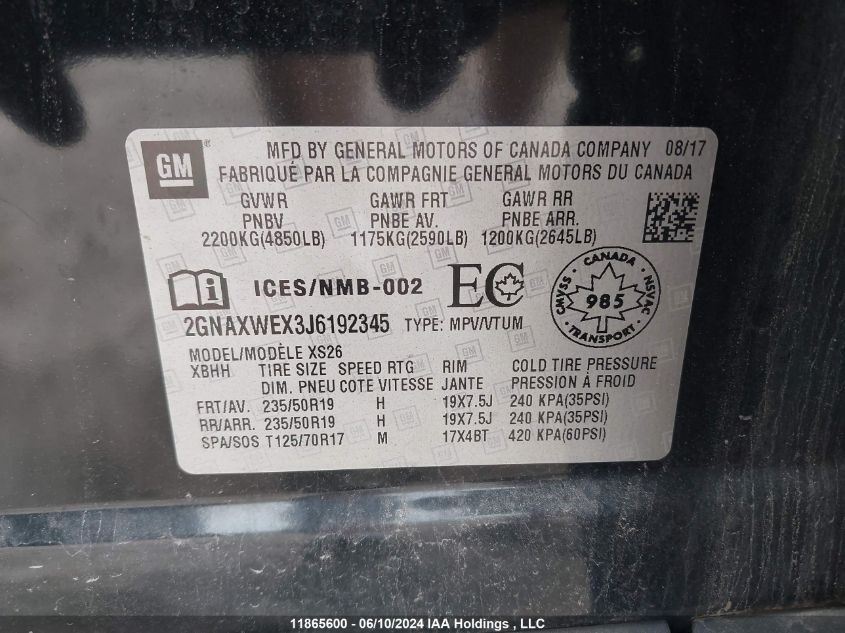 GM
MFD BY GENERAL MOTORS OF CANADA COMPANY 08/17
FABRIQUÉ PAR LA COMPAGNIE GENERAL MOTORS DU CANADA
GVWR GAWR FRT GAWR RR
PNBV PNBE AV. PNBE ARR.
2200KG(4850LB) 1175KG(2590LB) 1200KG(2645LB)
i ICES/NMB-002 EC
CANADA
CMVSS 985 NSVAC
TRANSPORT
2GNAXWEX3J6192345 TYPE: MPV/VTUM
MODEL/MODÈLE XS26
XBHH TIRE SIZE SPEED RTG RIM COLD TIRE PRESSURE
DIM. PNEU COTE VITESSE JANTE PRESSION À FROID
FRT/AV. 235/50R19 H 19X7.5J 240 KPA(35PSI)
RR/ARR. 235/50R19 H 19X7.5J 240 KPA(35PSI)
SPA/SOS T125/70R17 M 17X4BT 420 KPA(60PSI)
11865600 - 06/10/2024 IAA Holdings , LLC